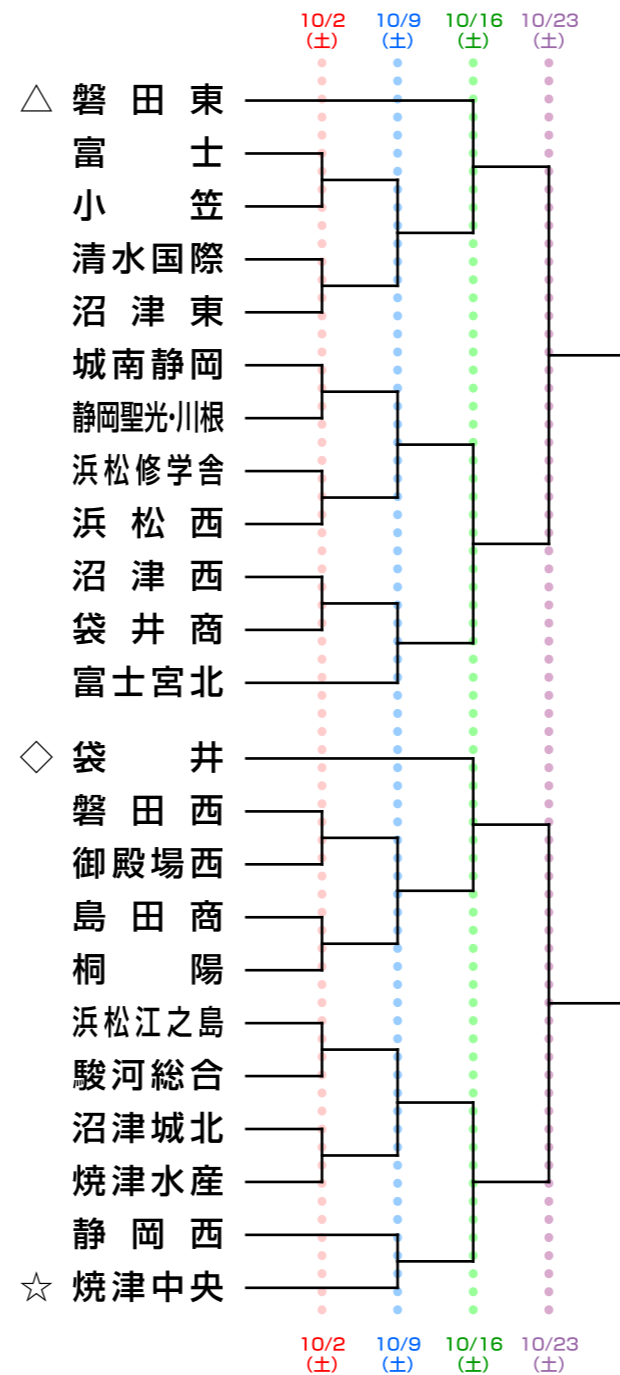 10/2 10/9 10/16 10/23
(土) (土) (土) (土)
△ 磐田東
富士
小笠
清水国際
沼津東
城南静岡
静岡聖光・川根
浜松修学舎
浜松西
沼津西
袋井商
富士宮北
◇ 袋井
磐田西
御殿場西
島田商
桐陽
浜松江之島
駿河総合
沼津城北
焼津水産
静岡西
☆ 焼津中央
10/2 10/9 10/16 10/23
(土) (土) (土) (土)